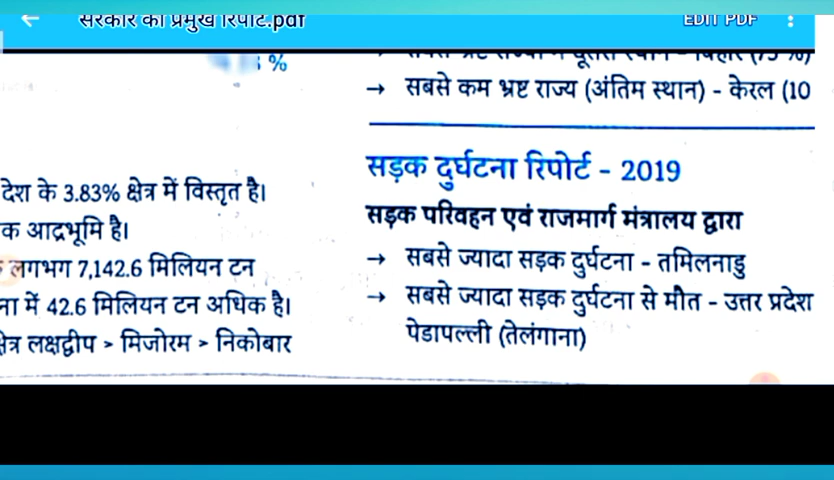 सरकार की प्रमुख रिपोर्ट.pdf
EDIT PDF
%
देश के 3.83% क्षेत्र में विस्तृत है।
क आद्रभूमि है।
लगभग 7,142.6 मिलियन टन
ना में 42.6 मिलियन टन अधिक है।
क्षेत्र लक्षद्वीप > मिजोरम > निकोबार
→ सबसे कम भ्रष्ट राज्य (अंतिम स्थान) - केरल (10
सड़क दुर्घटना रिपोर्ट - 2019
सड़क परिवहन एवं राजमार्ग मंत्रालय द्वारा
→ सबसे ज्यादा सड़क दुर्घटना - तमिलनाडु
→ सबसे ज्यादा सड़क दुर्घटना से मौत - उत्तर प्रदेश
पेडापल्ली (तेलंगाना)